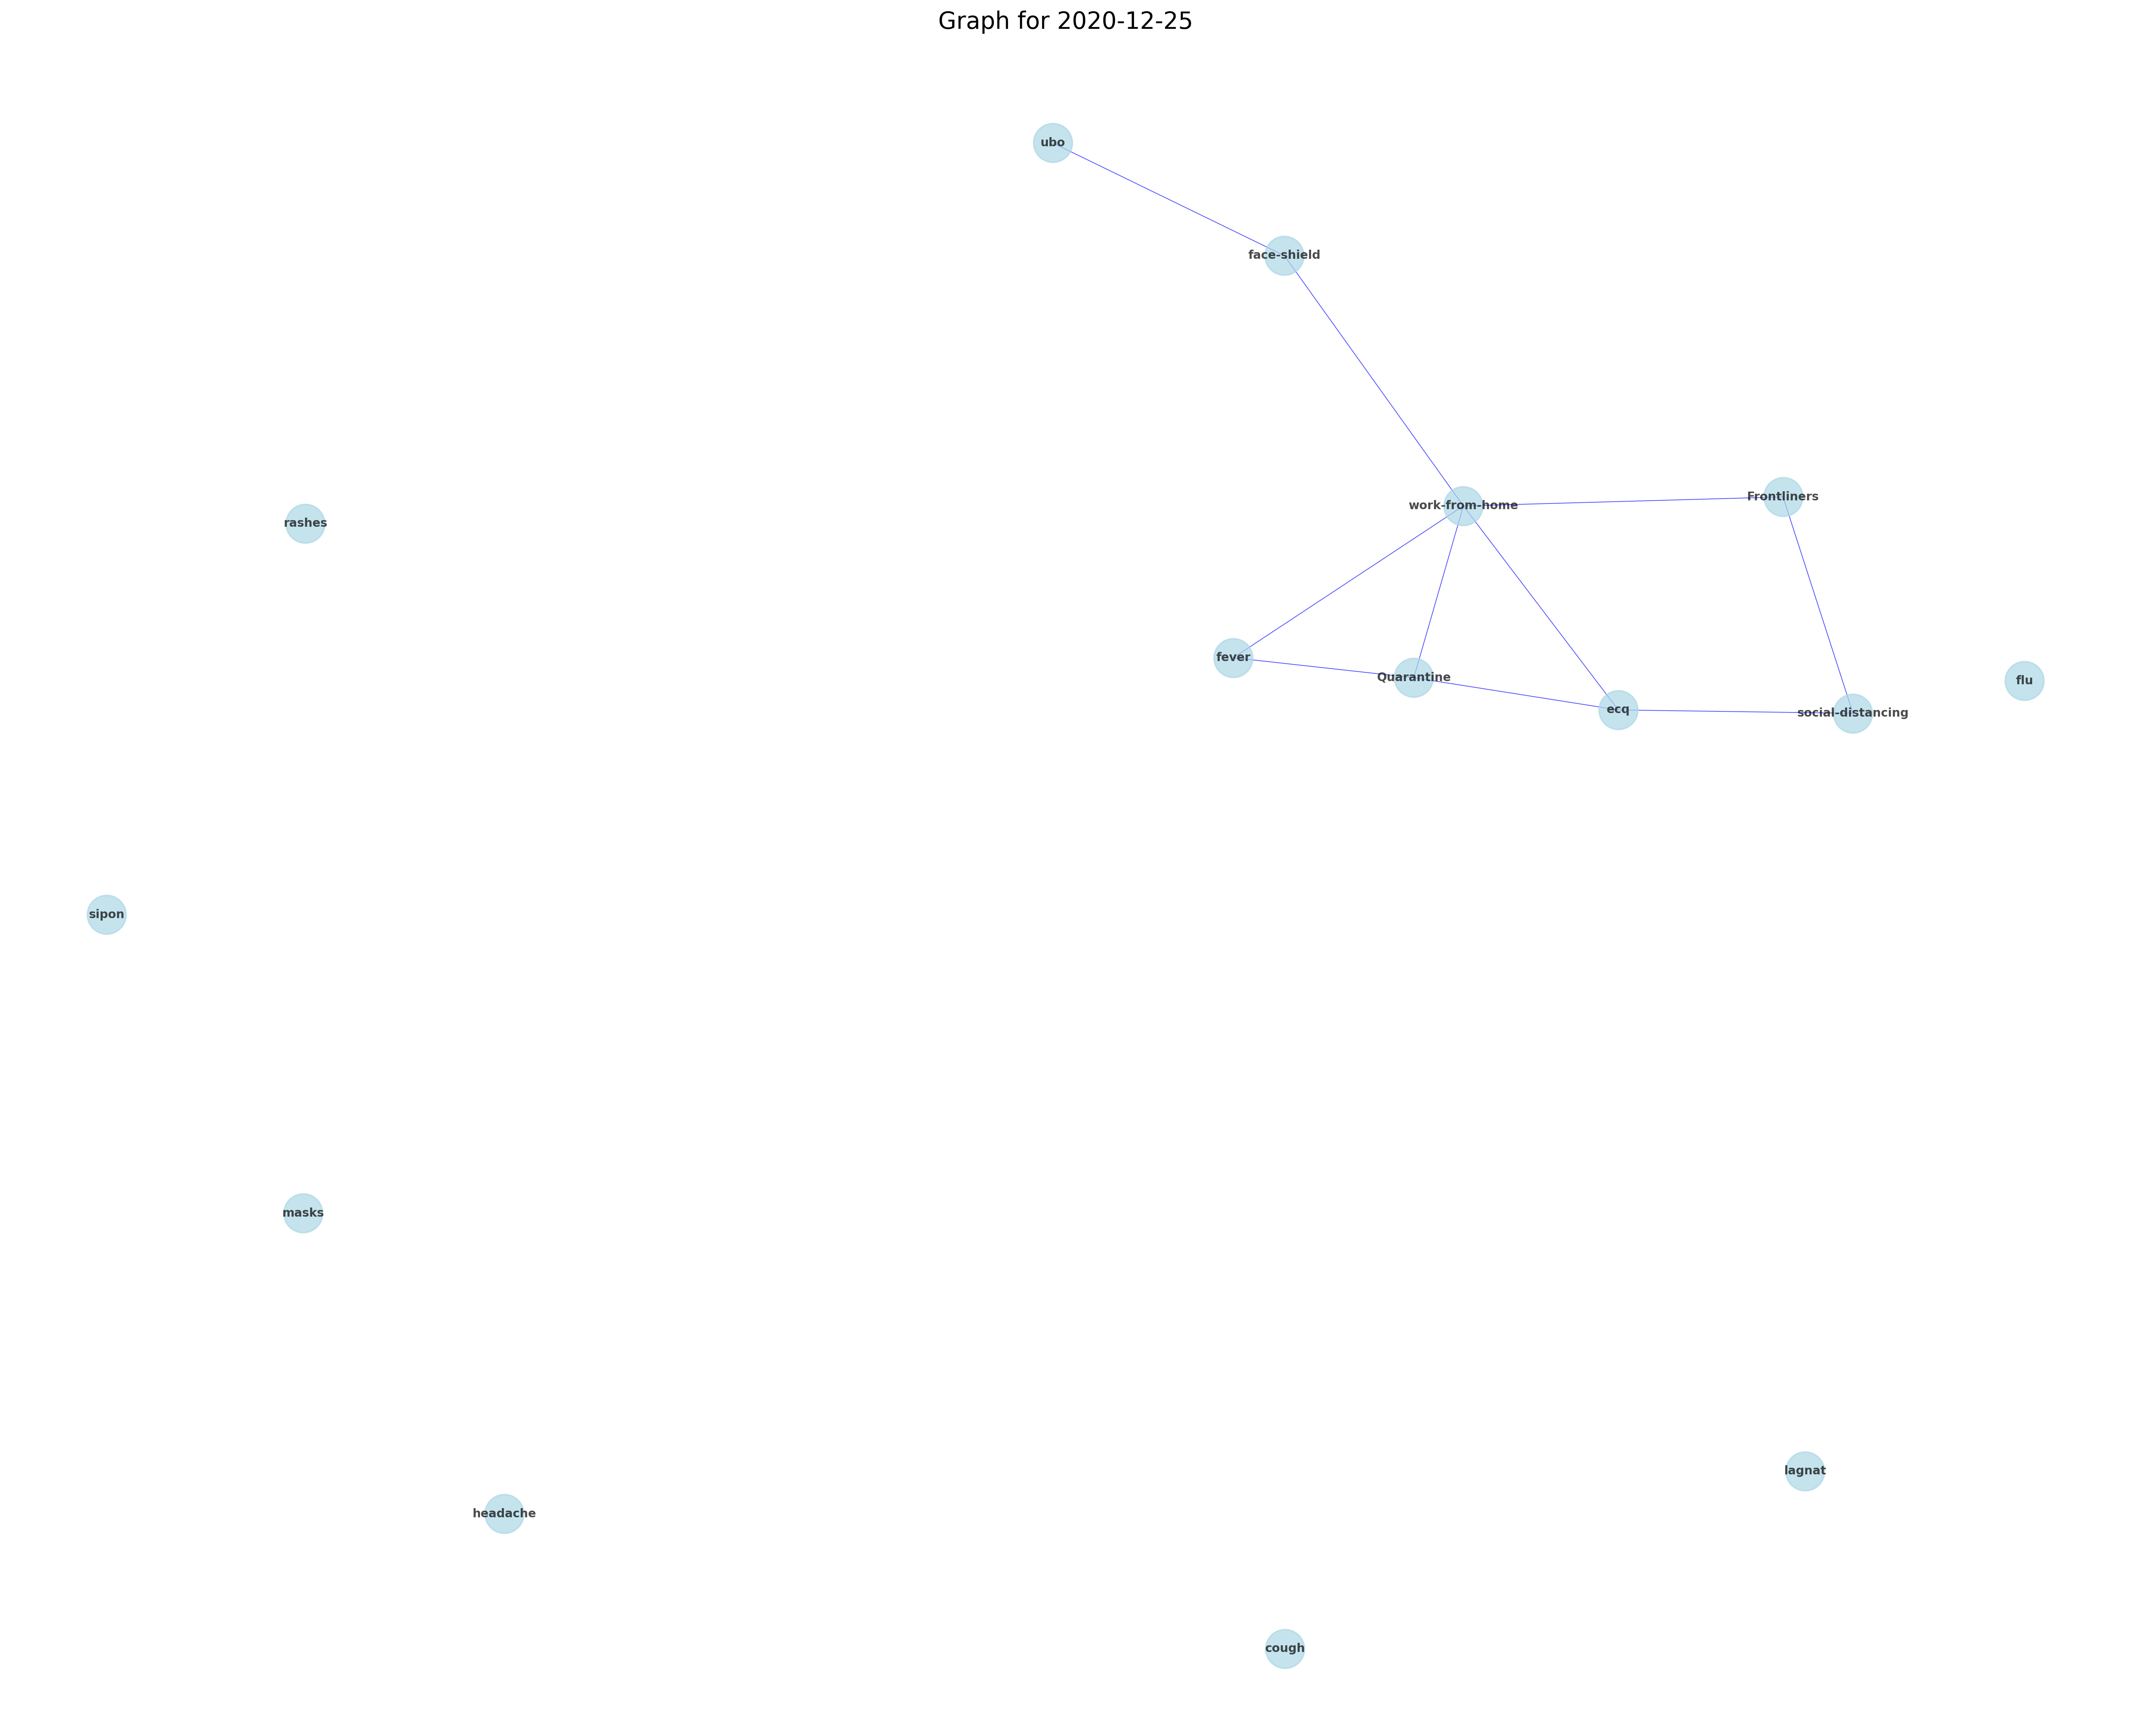 Graph for 2020-12-25
ubo
face-shield
Frontliners
work-from-home
rashes
fever
Quarantine
flu
ecq
social-distancing
sipon
masks
lagnat
headache
cough